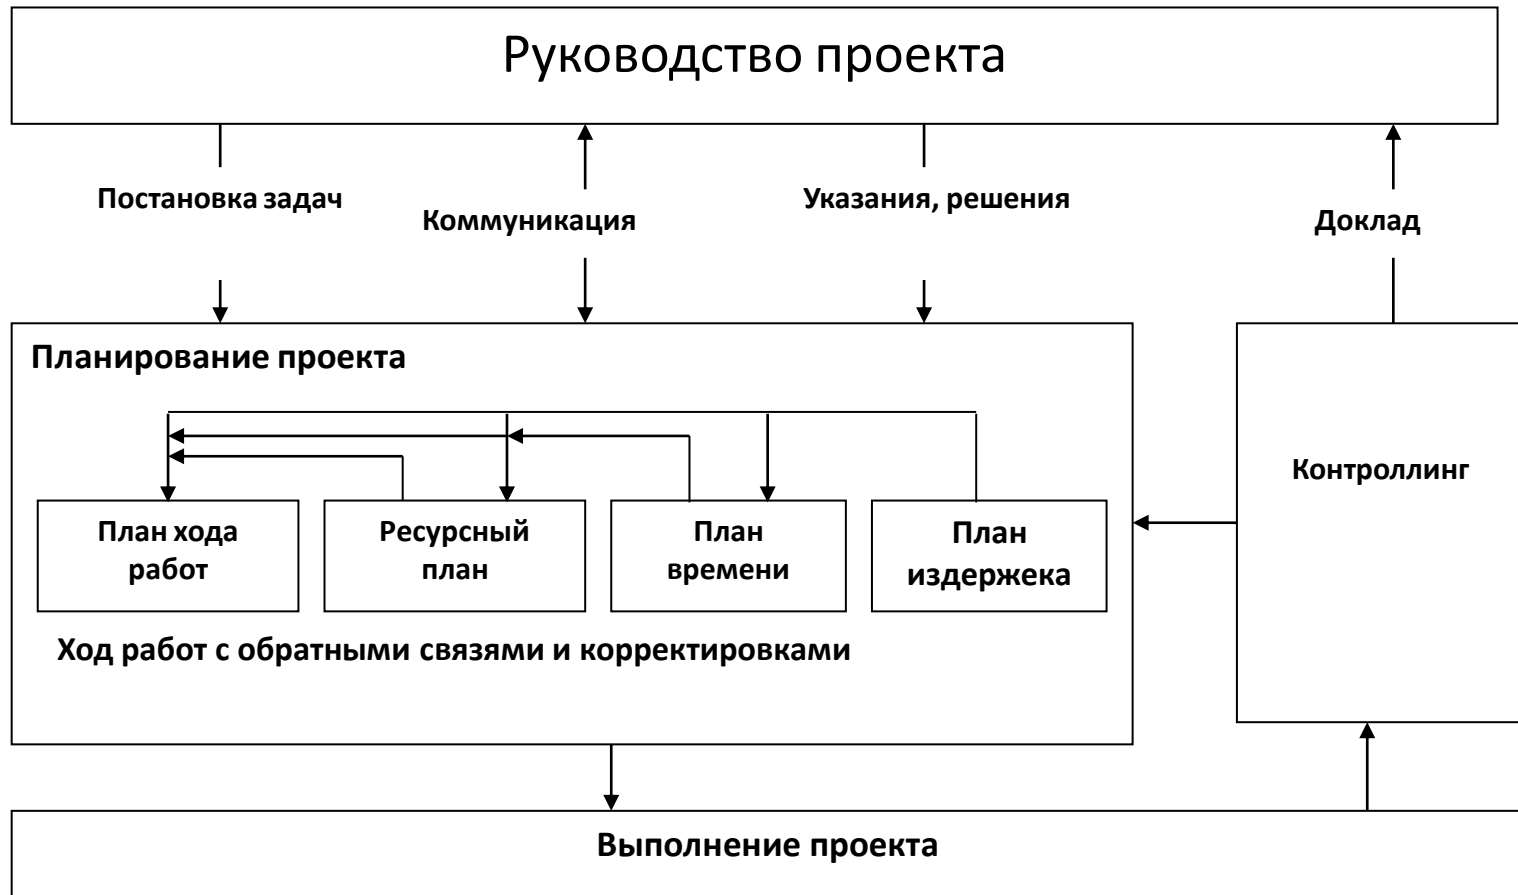 Руководство проекта
Постановка задач
Коммуникация
Указания, решения
Доклад
Планирование проекта
Контроллинг
План хода
работ
Ресурсный
план
План
времени
План
издержека
Ход работ с обратными связями и корректировками
Выполнение проекта